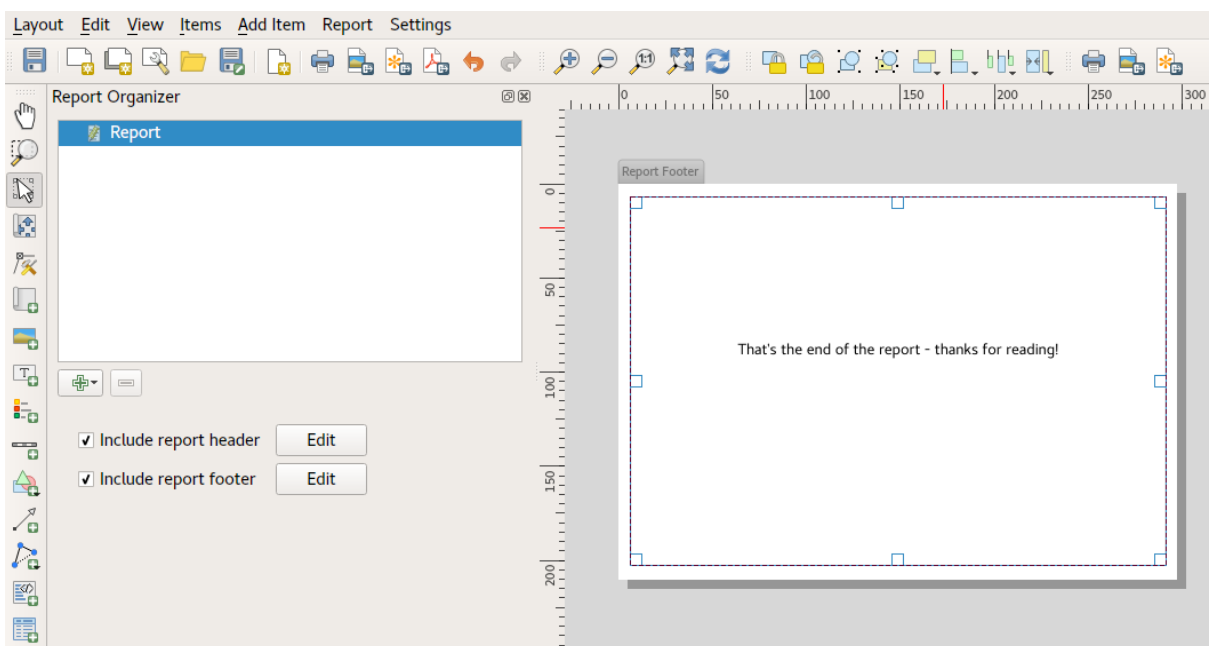 Layout Edit View Items Add Item Report Settings
1:1
Report Organizer
0 50 100 150 200 250 300
Report
Report Footer
0
50
100
150
200
That's the end of the report - thanks for reading!
Include report header Edit
Include report footer Edit
T